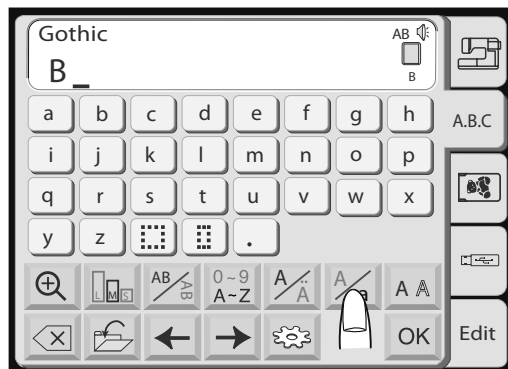 Gothic
AB
B_
B
a b c d e f g h
A.B.C
i j k l m n o p
q r s t u v w x
y z .
L M S AB AB 0~9 A~Z A Ä A a A A
OK
Edit